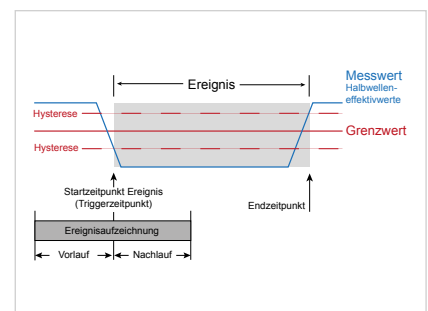 Ereignis
Messwert
Halbwellen-
effektivwerte
Hysterese
Grenzwert
Hysterese
Startzeitpunkt Ereignis
(Triggerzeitpunkt)
Endzeitpunkt
Ereignisaufzeichnung
Vorlauf
Nachlauf